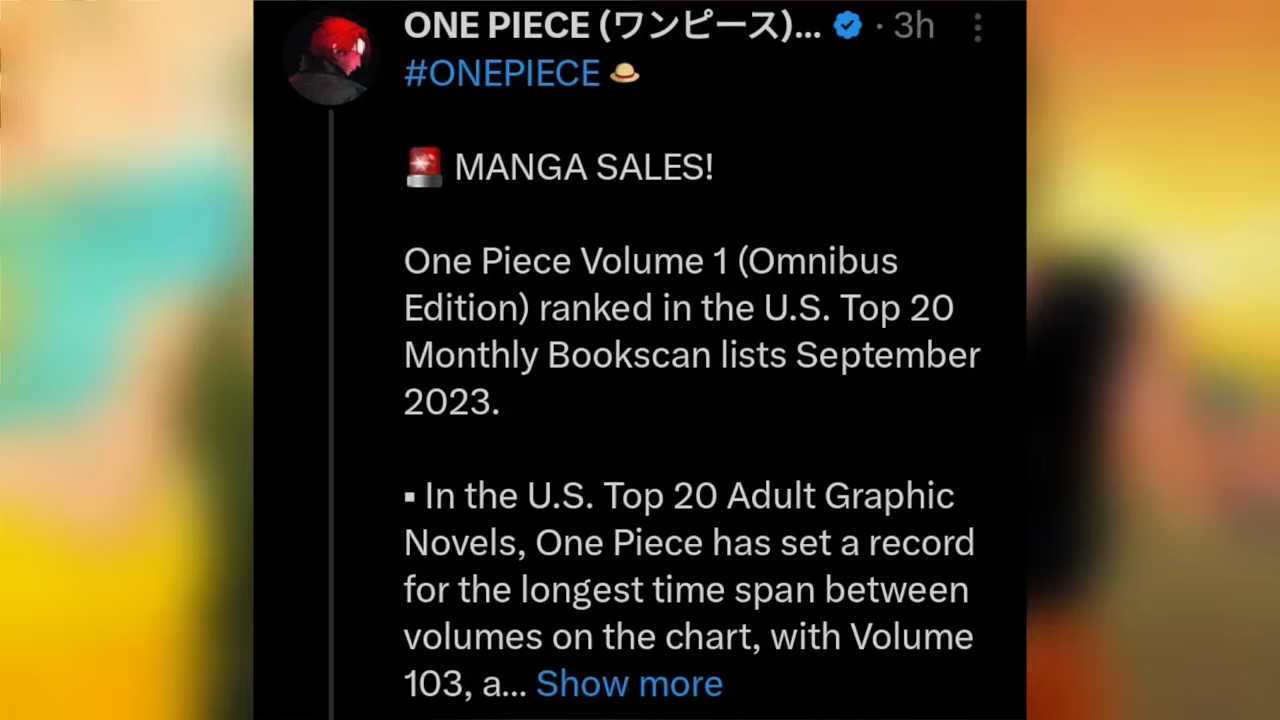 ONE PIECE (ワンピース)... · 3h
#ONEPIECE
MANGA SALES!
One Piece Volume 1 (Omnibus
Edition) ranked in the U.S. Top 20
Monthly Bookscan lists September
2023.
▪ In the U.S. Top 20 Adult Graphic
Novels, One Piece has set a record
for the longest time span between
volumes on the chart, with Volume
103, a... Show more